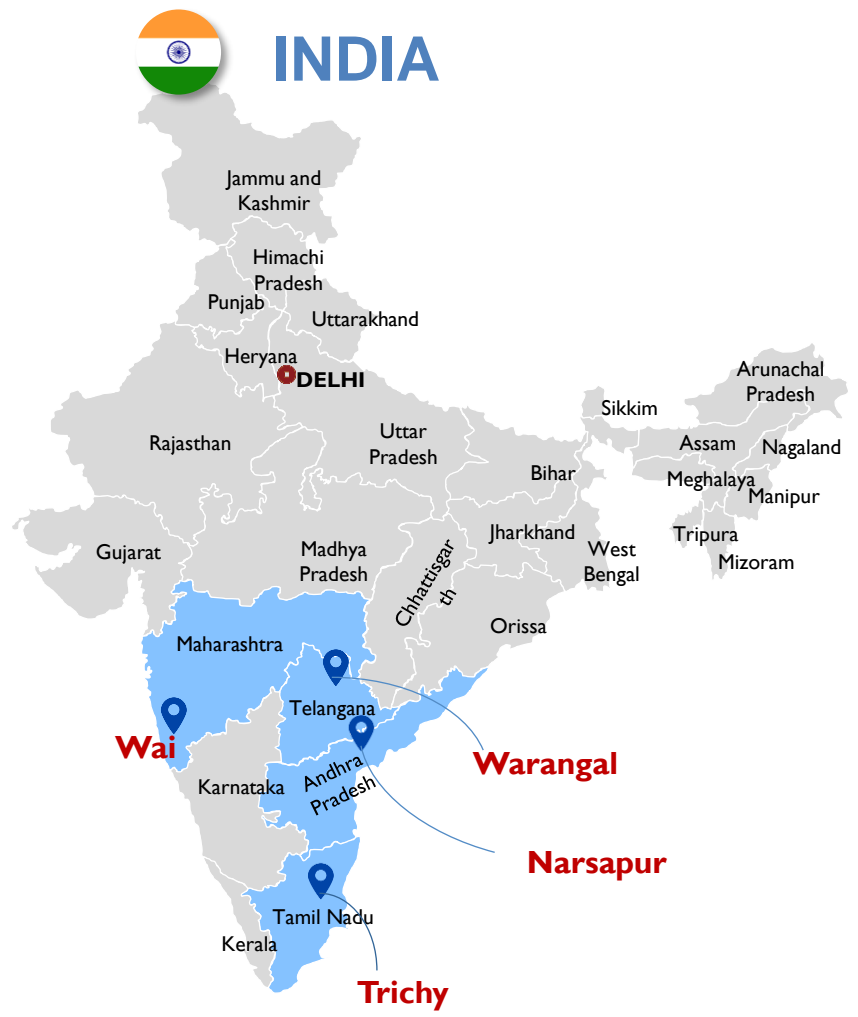 INDIA
Jammu and
Kashmir
Himachi
Pradesh
Punjab
Uttarakhand
Heryana
DELHI
Arunachal
Pradesh
Sikkim
Rajasthan
Uttar
Pradesh
Assam
Nagaland
Bihar
Meghalaya
Manipur
Gujarat
Madhya
Pradesh
Chhattisgar
th
Jharkhand
West
Bengal
Tripura
Mizoram
Orissa
Maharashtra
Telangana
Wai
Warangal
Karnataka
Andhra
Pradesh
Narsapur
Tamil Nadu
Kerala
Trichy